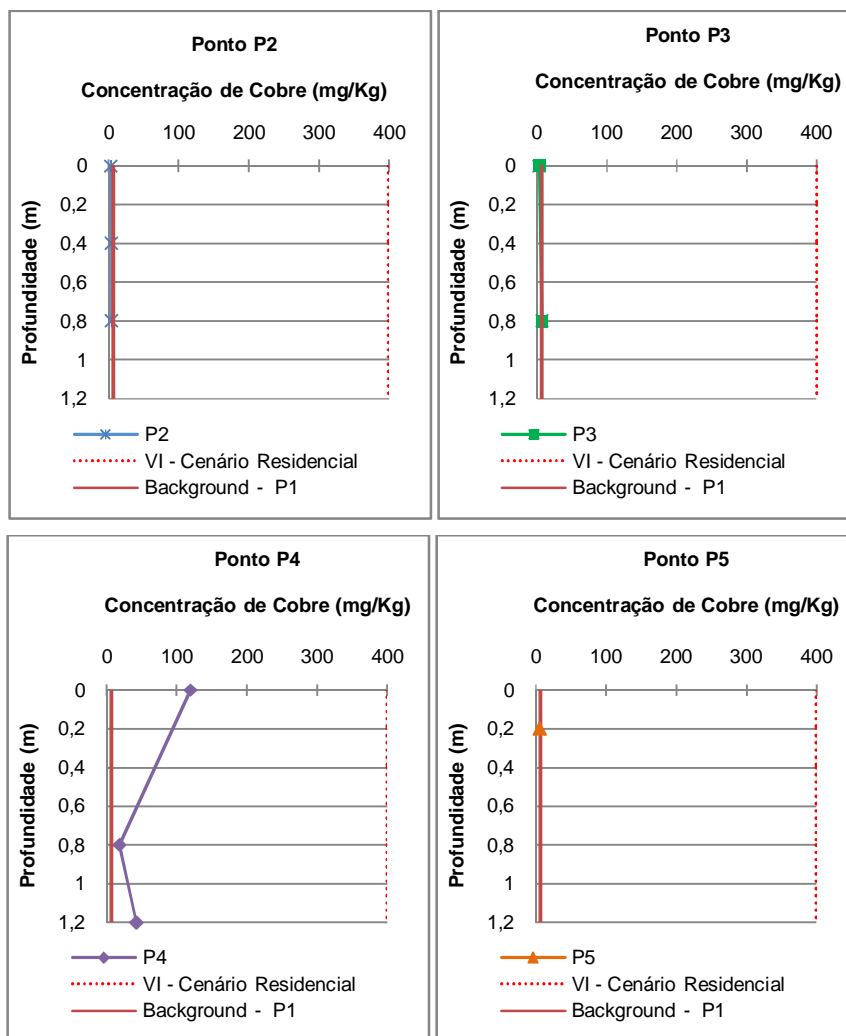 Ponto P2
Concentração de Cobre (mg/Kg)
0 100 200 300 400
Profundidade (m)
0
0,2
0,4
0,6
0,8
1
1,2
P2
VI - Cenário Residencial
Background - P1
Ponto P3
Concentração de Cobre (mg/Kg)
0 100 200 300 400
Profundidade (m)
0
0,2
0,4
0,6
0,8
1
1,2
P3
VI - Cenário Residencial
Background - P1
Ponto P4
Concentração de Cobre (mg/Kg)
0 100 200 300 400
Profundidade (m)
0
0,2
0,4
0,6
0,8
1
1,2
P4
VI - Cenário Residencial
Background - P1
Ponto P5
Concentração de Cobre (mg/Kg)
0 100 200 300 400
Profundidade (m)
0
0,2
0,4
0,6
0,8
1
1,2
P5
VI - Cenário Residencial
Background - P1